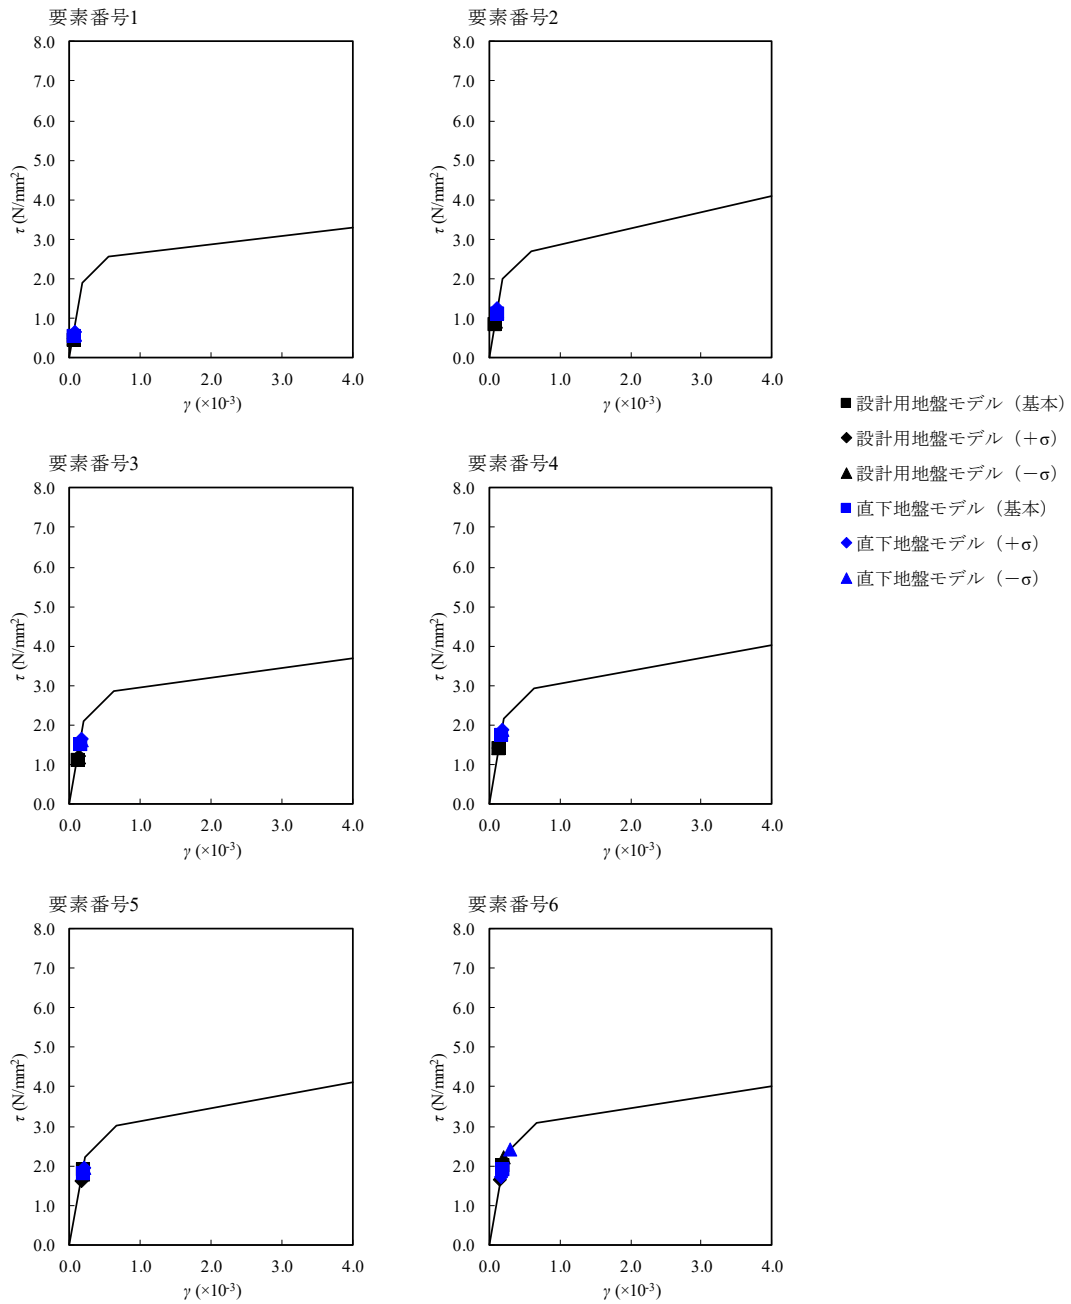 要素番号1
8.0
7.0
6.0
5.0
4.0
3.0
2.0
1.0
0.0
τ (N/mm²)
0.0 1.0 2.0 3.0 4.0
γ (×10⁻³)
要素番号2
8.0
7.0
6.0
5.0
4.0
3.0
2.0
1.0
0.0
τ (N/mm²)
0.0 1.0 2.0 3.0 4.0
γ (×10⁻³)
設計用地盤モデル（基本）
設計用地盤モデル（＋σ）
設計用地盤モデル（－σ）
直下地盤モデル（基本）
直下地盤モデル（＋σ）
直下地盤モデル（－σ）
要素番号3
8.0
7.0
6.0
5.0
4.0
3.0
2.0
1.0
0.0
τ (N/mm²)
0.0 1.0 2.0 3.0 4.0
γ (×10⁻³)
要素番号4
8.0
7.0
6.0
5.0
4.0
3.0
2.0
1.0
0.0
τ (N/mm²)
0.0 1.0 2.0 3.0 4.0
γ (×10⁻³)
要素番号5
8.0
7.0
6.0
5.0
4.0
3.0
2.0
1.0
0.0
τ (N/mm²)
0.0 1.0 2.0 3.0 4.0
γ (×10⁻³)
要素番号6
8.0
7.0
6.0
5.0
4.0
3.0
2.0
1.0
0.0
τ (N/mm²)
0.0 1.0 2.0 3.0 4.0
γ (×10⁻³)